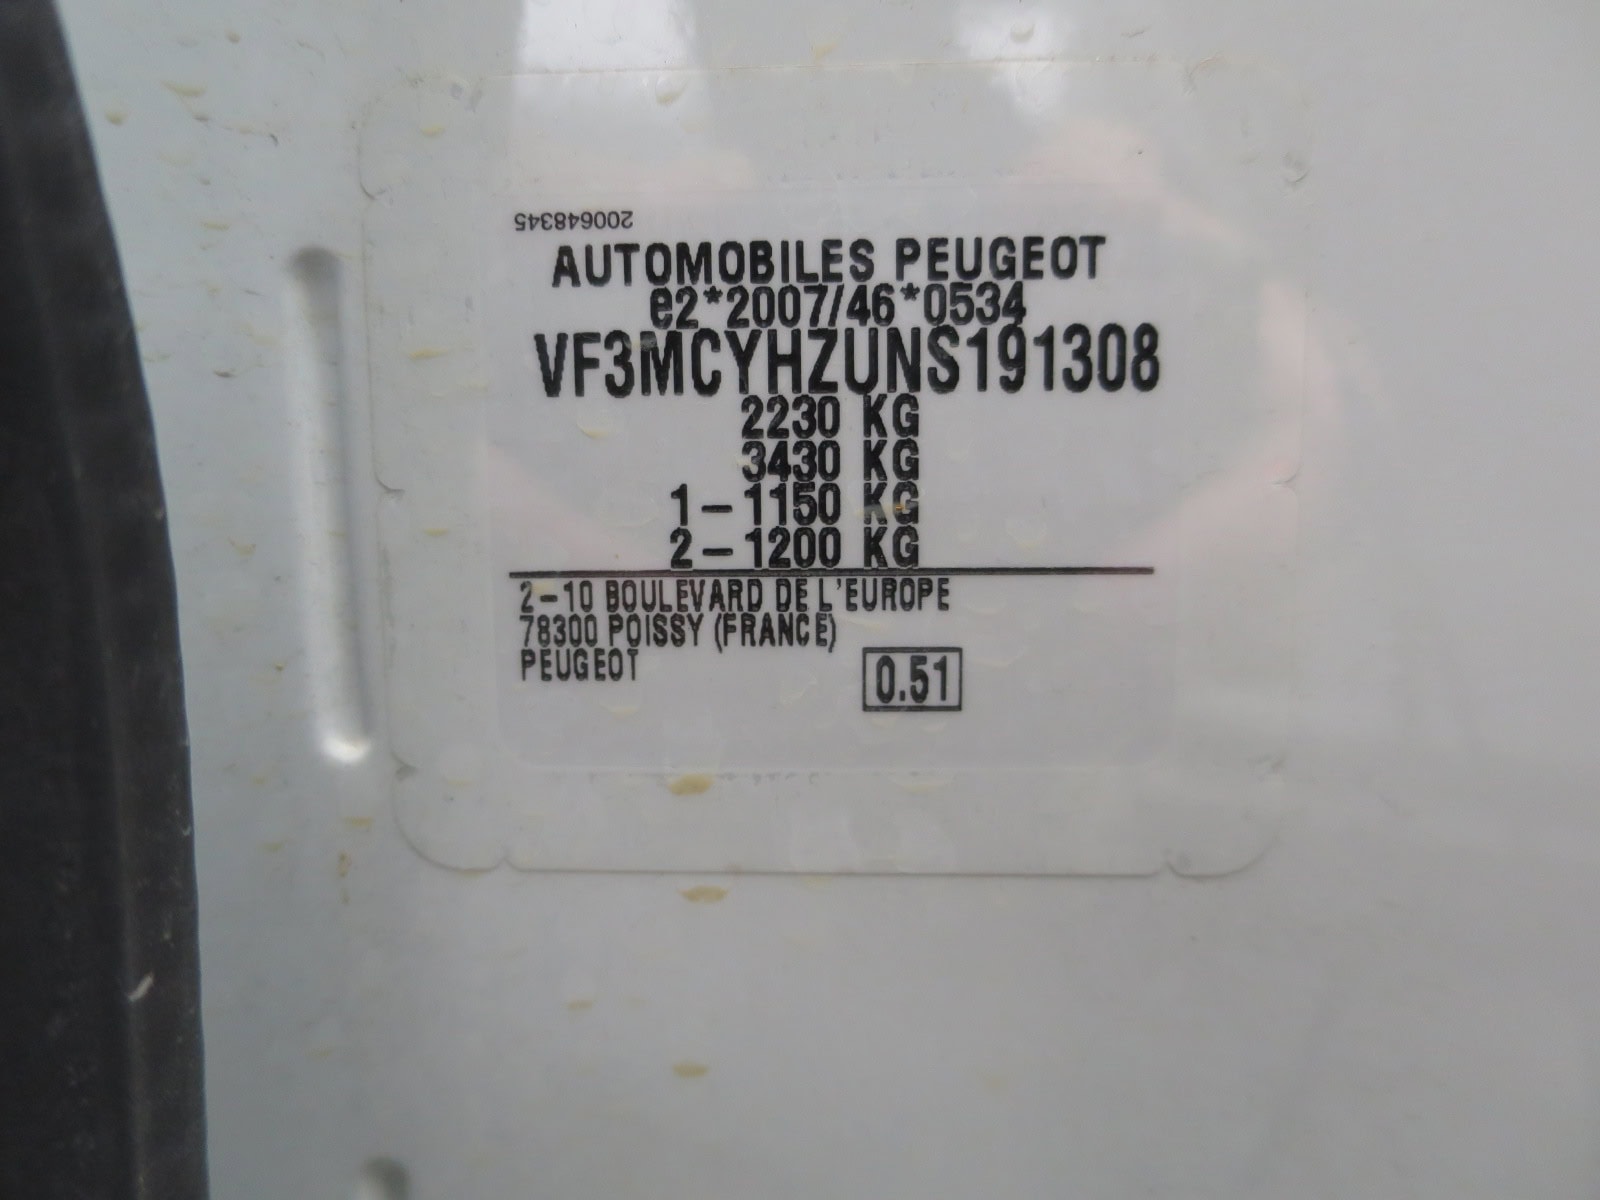 200648345
AUTOMOBILES PEUGEOT
e2*2007/46*0534
VF3MCYHZUNS191308
2230 KG
3430 KG
1-1150 KG
2-1200 KG
2-10 BOULEVARD DE L'EUROPE
78300 POISSY (FRANCE)
PEUGEOT
0.51